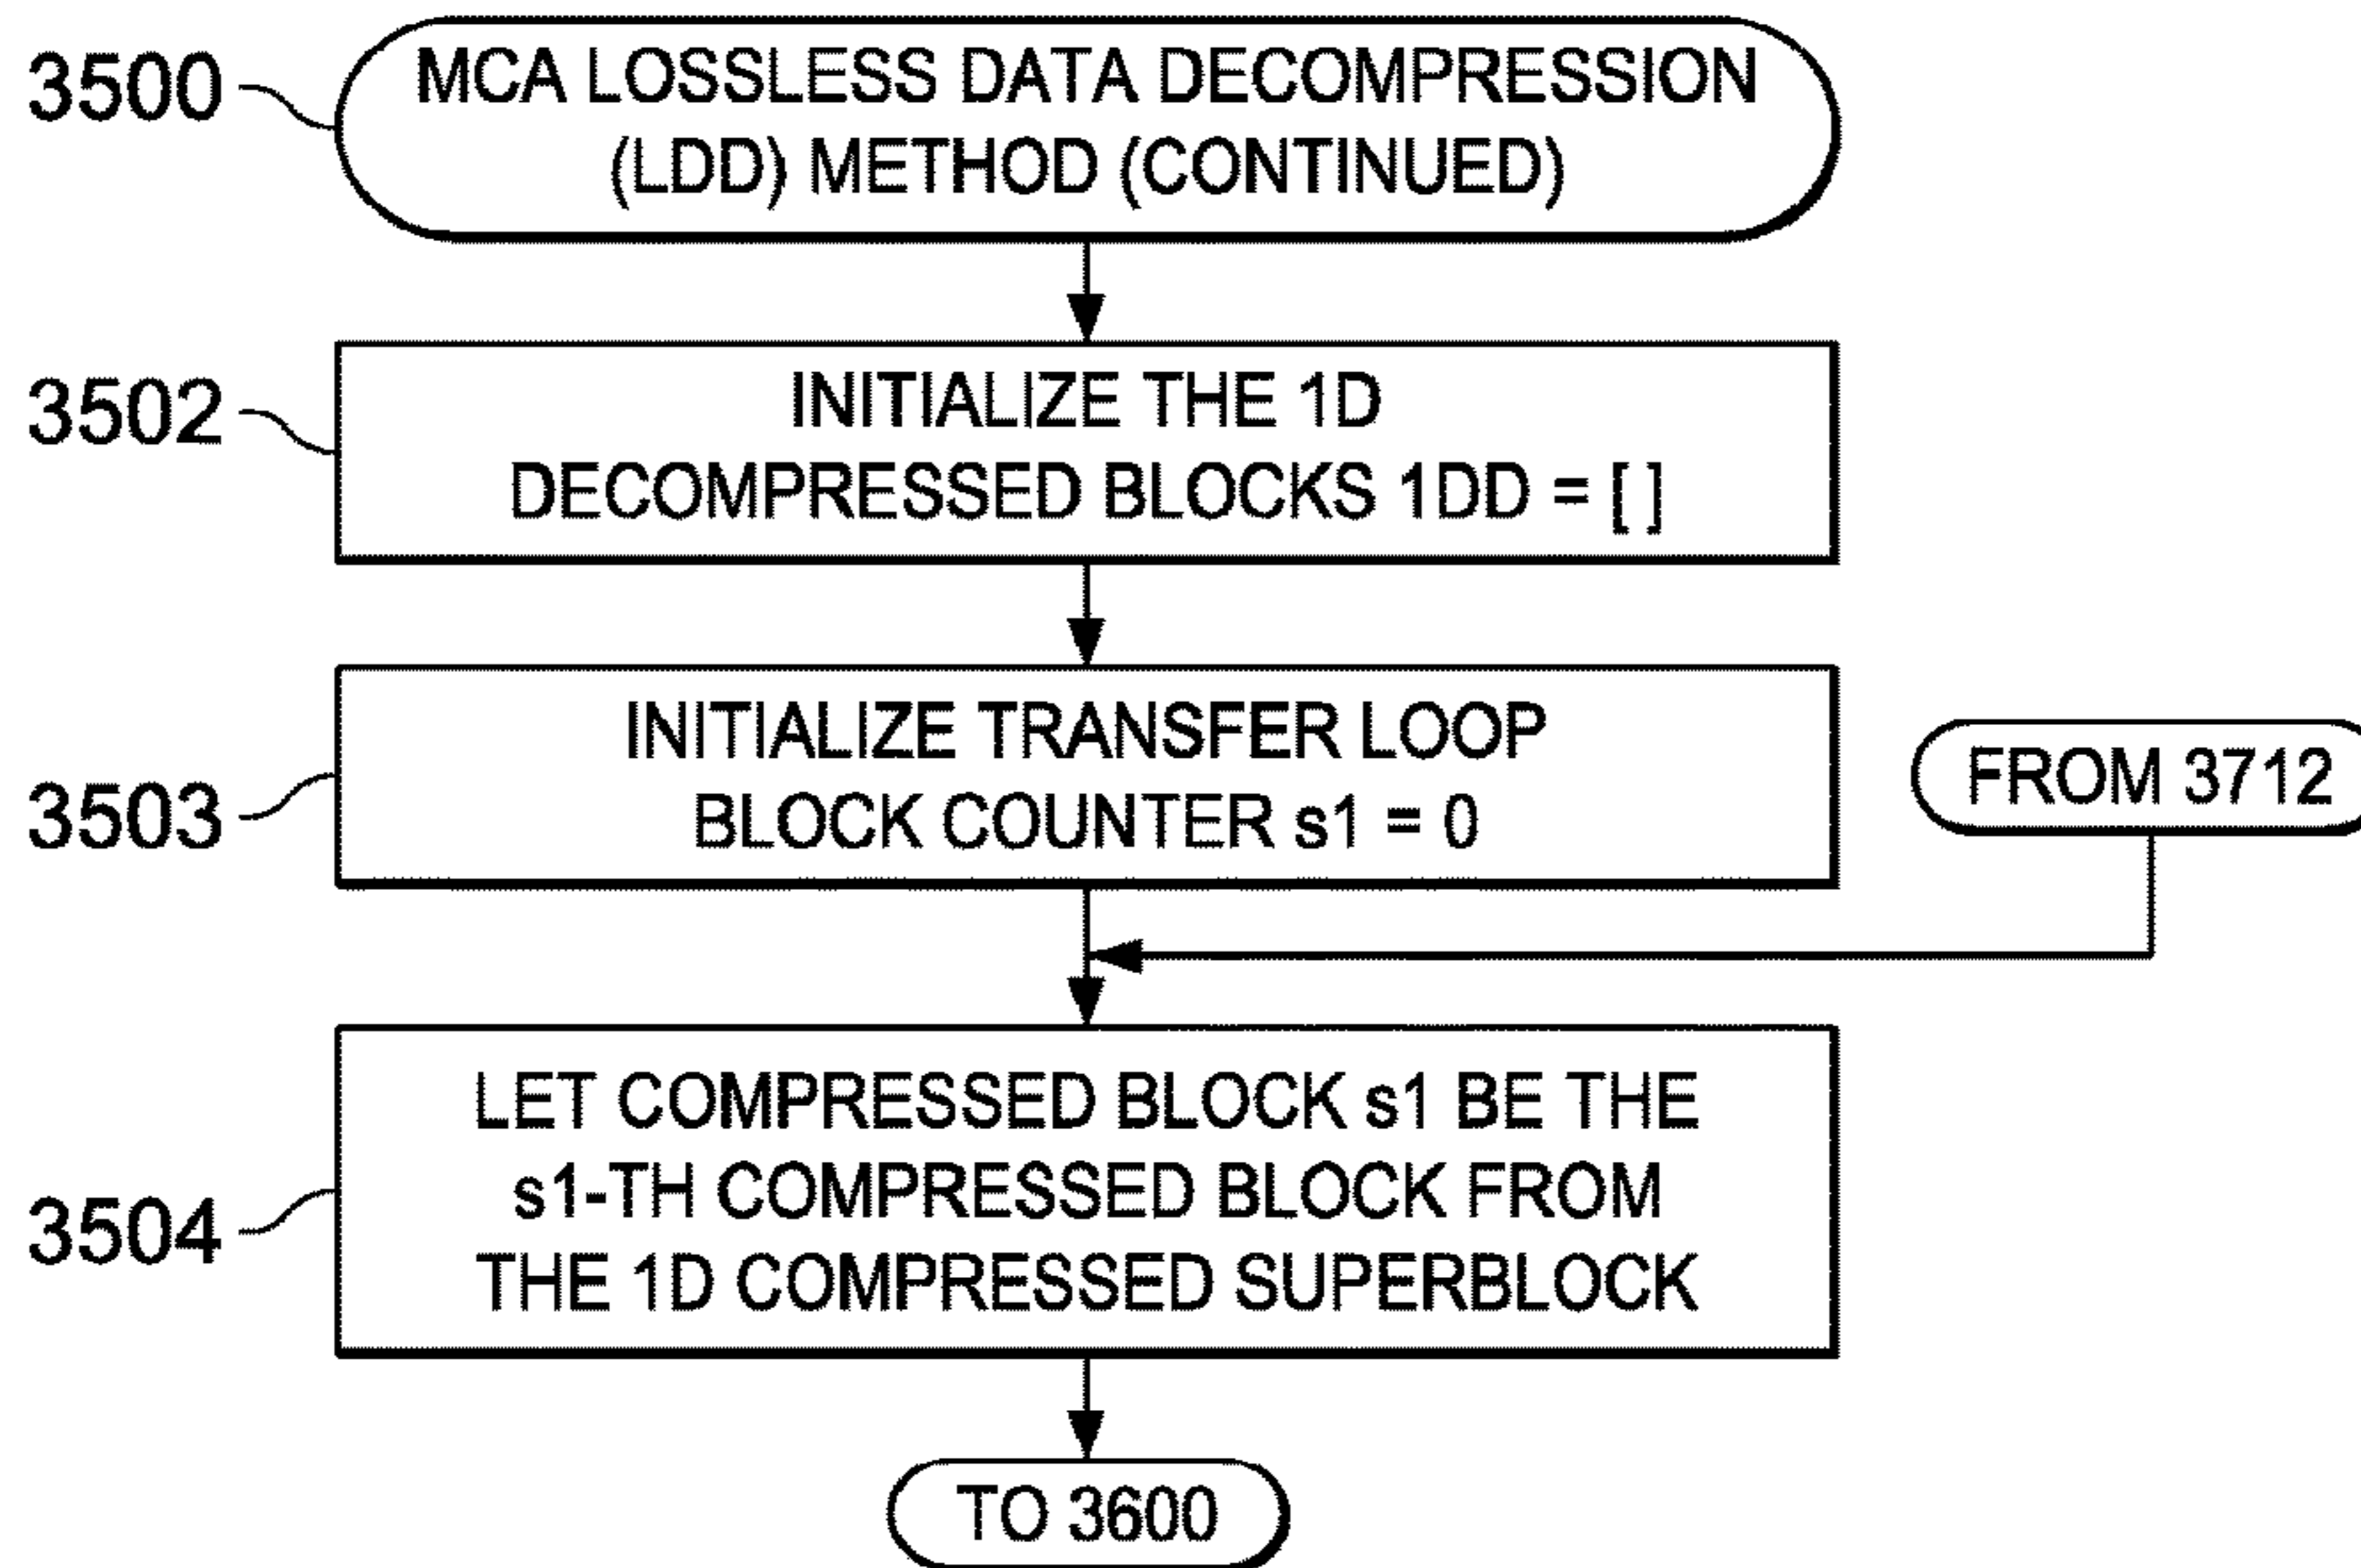 3500
MCA LOSSLESS DATA DECOMPRESSION
(LDD) METHOD (CONTINUED)
3502
INITIALIZE THE 1D
DECOMPRESSED BLOCKS 1DD = [ ]
3503
INITIALIZE TRANSFER LOOP
BLOCK COUNTER s1 = 0
FROM 3712
3504
LET COMPRESSED BLOCK s1 BE THE
s1-TH COMPRESSED BLOCK FROM
THE 1D COMPRESSED SUPERBLOCK
TO 3600